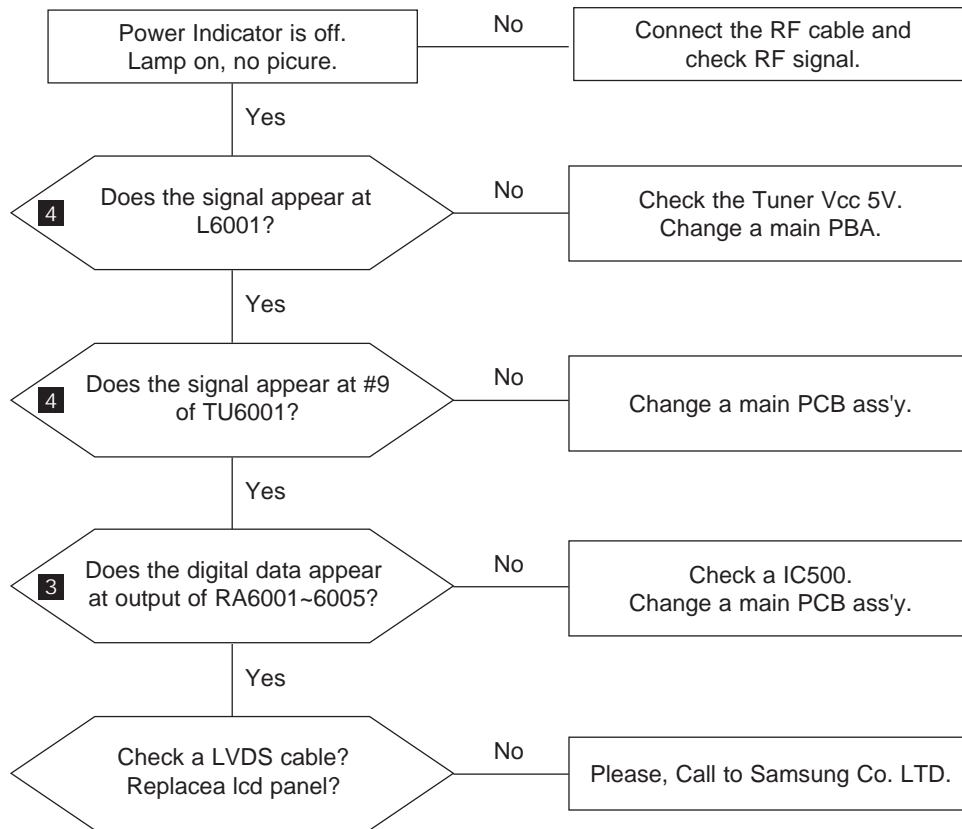 Power Indicator is off.
Lamp on, no picure.
No
Connect the RF cable and
check RF signal.
Yes
4
Does the signal appear at
L6001?
No
Check the Tuner Vcc 5V.
Change a main PBA.
Yes
4
Does the signal appear at #9
of TU6001?
No
Change a main PCB ass'y.
Yes
3
Does the digital data appear
at output of RA6001~6005?
No
Check a IC500.
Change a main PCB ass'y.
Yes
Check a LVDS cable?
Replacea lcd panel?
No
Please, Call to Samsung Co. LTD.